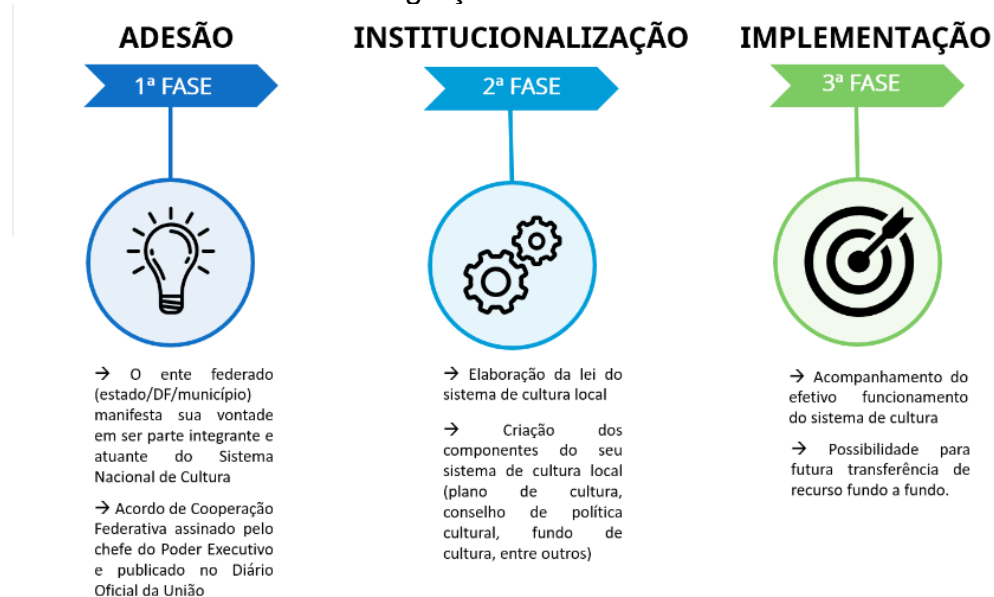 ADESÃO
1ª FASE
→ O ente federado
(estado/DF/município)
manifesta sua vontade
em ser parte integrante e
atuante do Sistema
Nacional de Cultura
→ Acordo de Cooperação
Federativa assinado pelo
chefe do Poder Executivo
e publicado no Diário
Oficial da União
INSTITUCIONALIZAÇÃO
2ª FASE
→ Elaboração da lei do
sistema de cultura local
→ Criação dos
componentes do seu
sistema de cultura local
(plano de cultura,
conselho de política
cultural, fundo de
cultura, entre outros)
IMPLEMENTAÇÃO
3ª FASE
→ Acompanhamento do
efetivo funcionamento
do sistema de cultura
→ Possibilidade para
futura transferência de
recurso fundo a fundo.